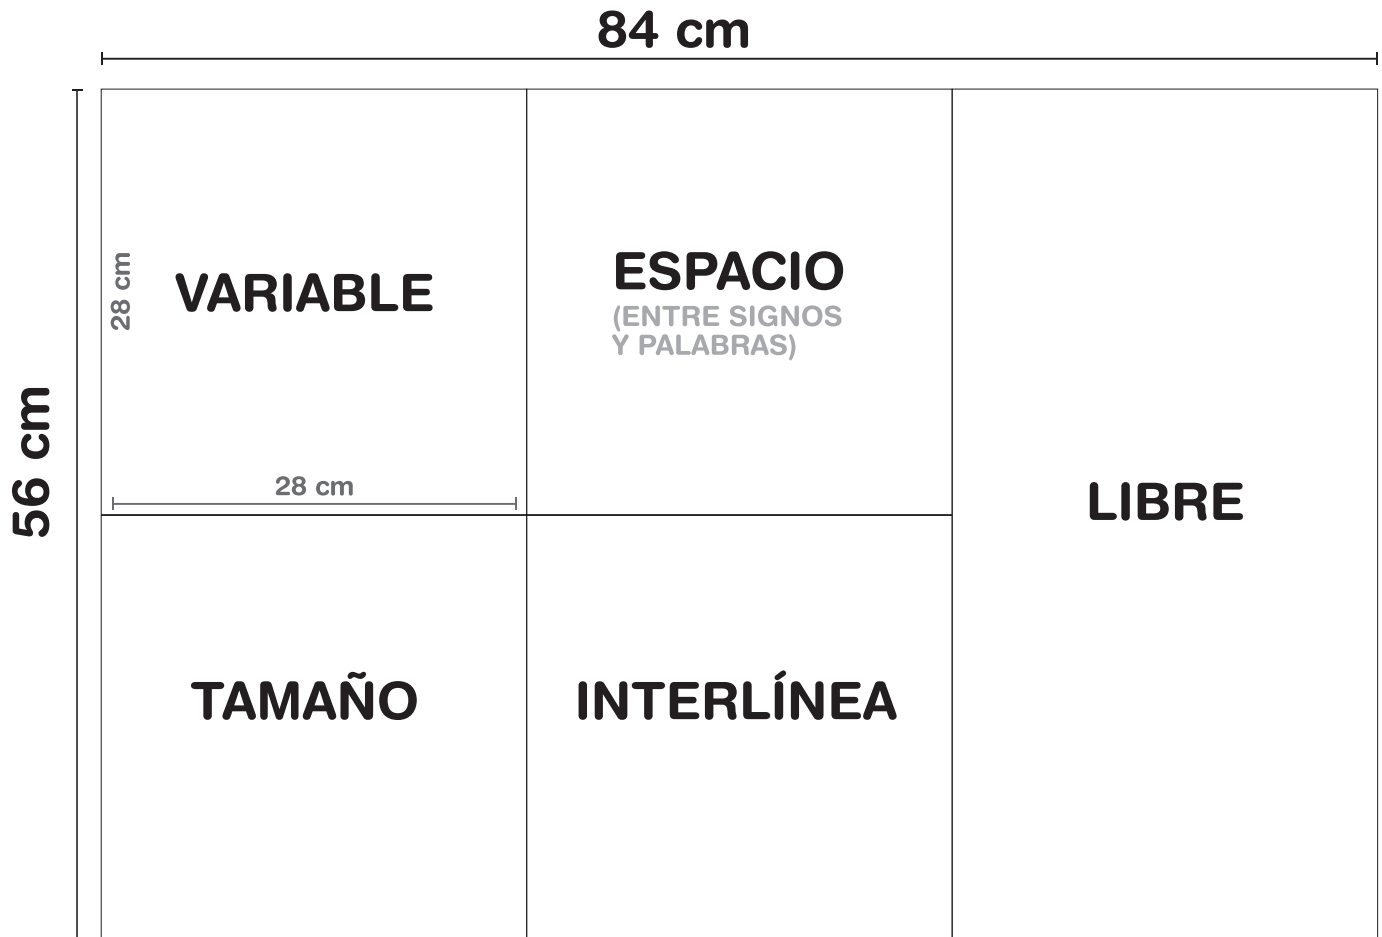 84 cm
56 cm
28 cm
VARIABLE
28 cm
ESPACIO
(ENTRE SIGNOS
Y PALABRAS)
LIBRE
TAMAÑO
INTERLÍNEA